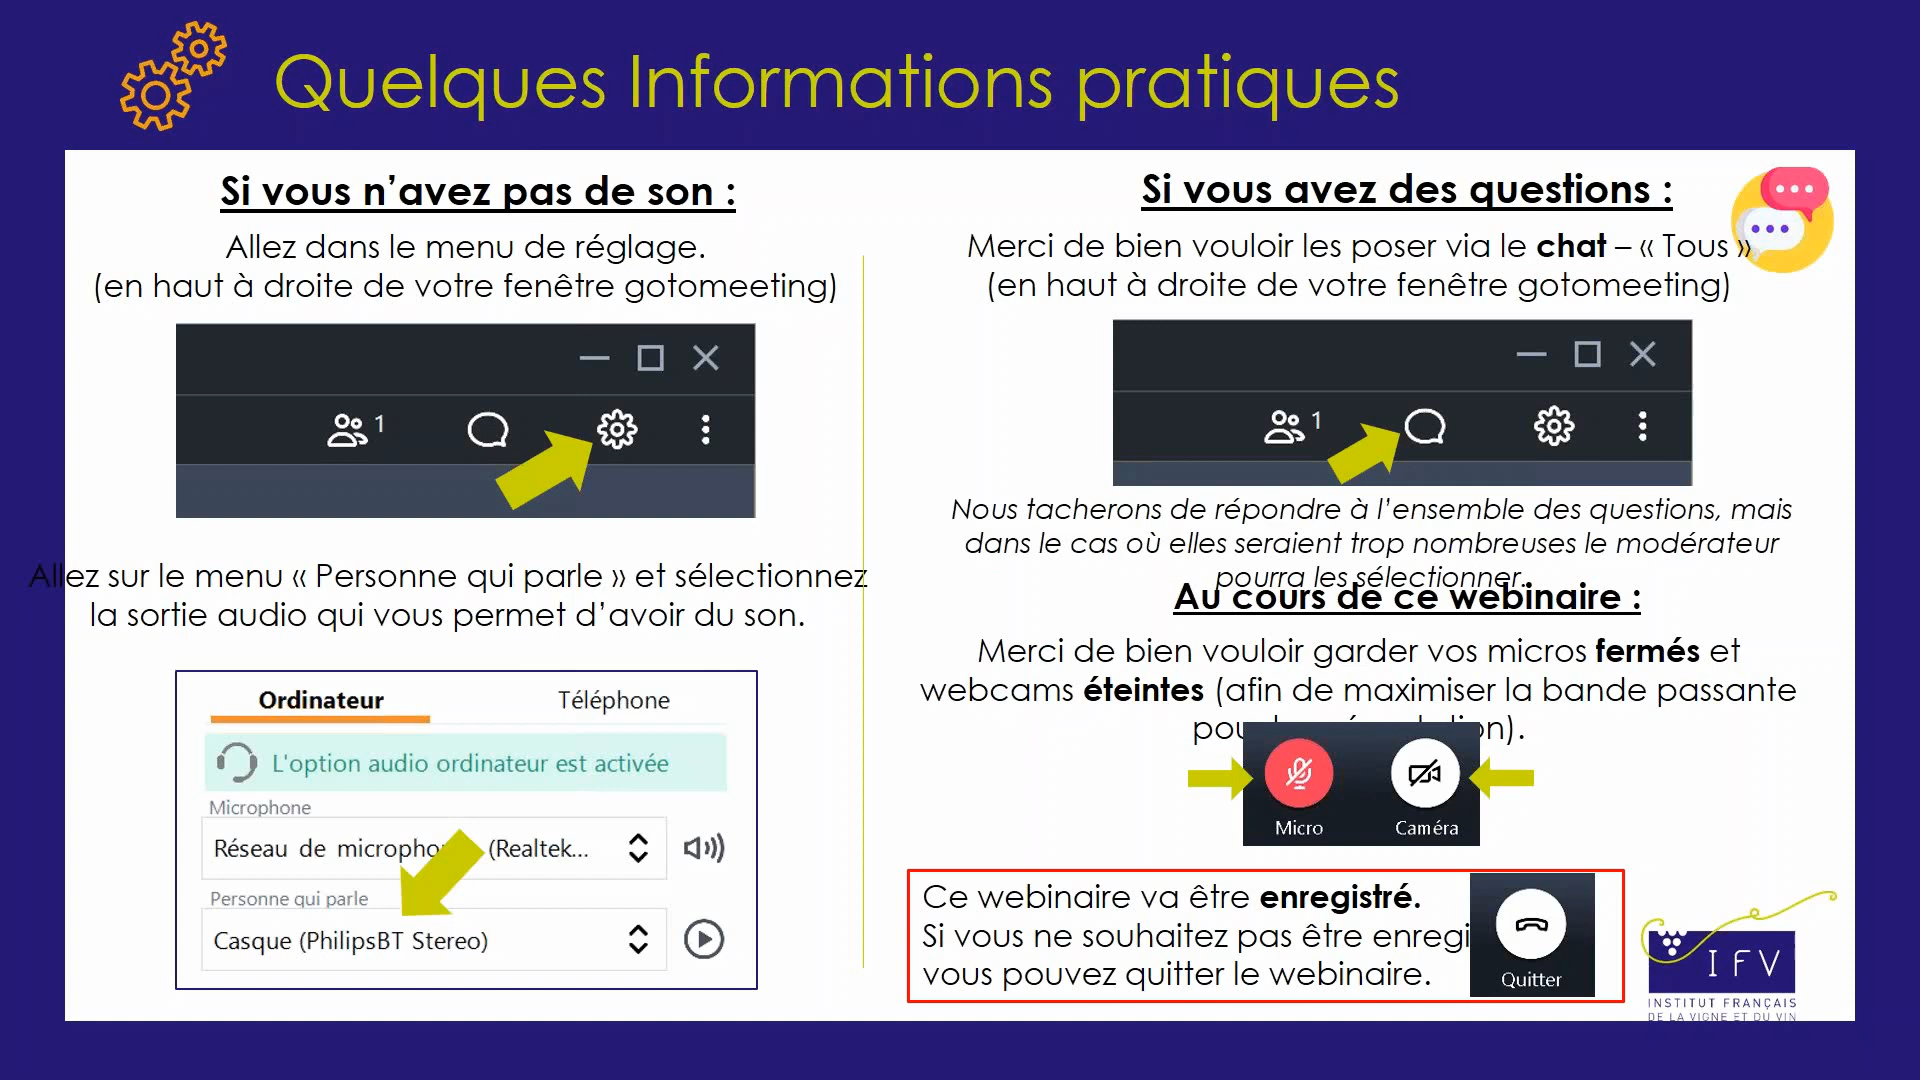 Quelques Informations pratiques
Si vous n’avez pas de son :
Allez dans le menu de réglage.
(en haut à droite de votre fenêtre gotomeeting)
1
Allez sur le menu « Personne qui parle » et sélectionnez
la sortie audio qui vous permet d’avoir du son.
Ordinateur
Téléphone
L'option audio ordinateur est activée
Microphone
Réseau de micropho (Realtek...
Personne qui parle
Casque (PhilipsBT Stereo)
Si vous avez des questions :
Merci de bien vouloir les poser via le chat – « Tous »
(en haut à droite de votre fenêtre gotomeeting)
1
Nous tacherons de répondre à l’ensemble des questions, mais
dans le cas où elles seraient trop nombreuses le modérateur
pourra les sélectionner.
Au cours de ce webinaire :
Merci de bien vouloir garder vos micros fermés et
webcams éteintes (afin de maximiser la bande passante
Micro
Caméra
Ce webinaire va être enregistré.
Si vous ne souhaitez pas être enregi
vous pouvez quitter le webinaire.
Quitter
IFV
INSTITUT FRANÇAIS
DE LA VIGNE ET DU VIN